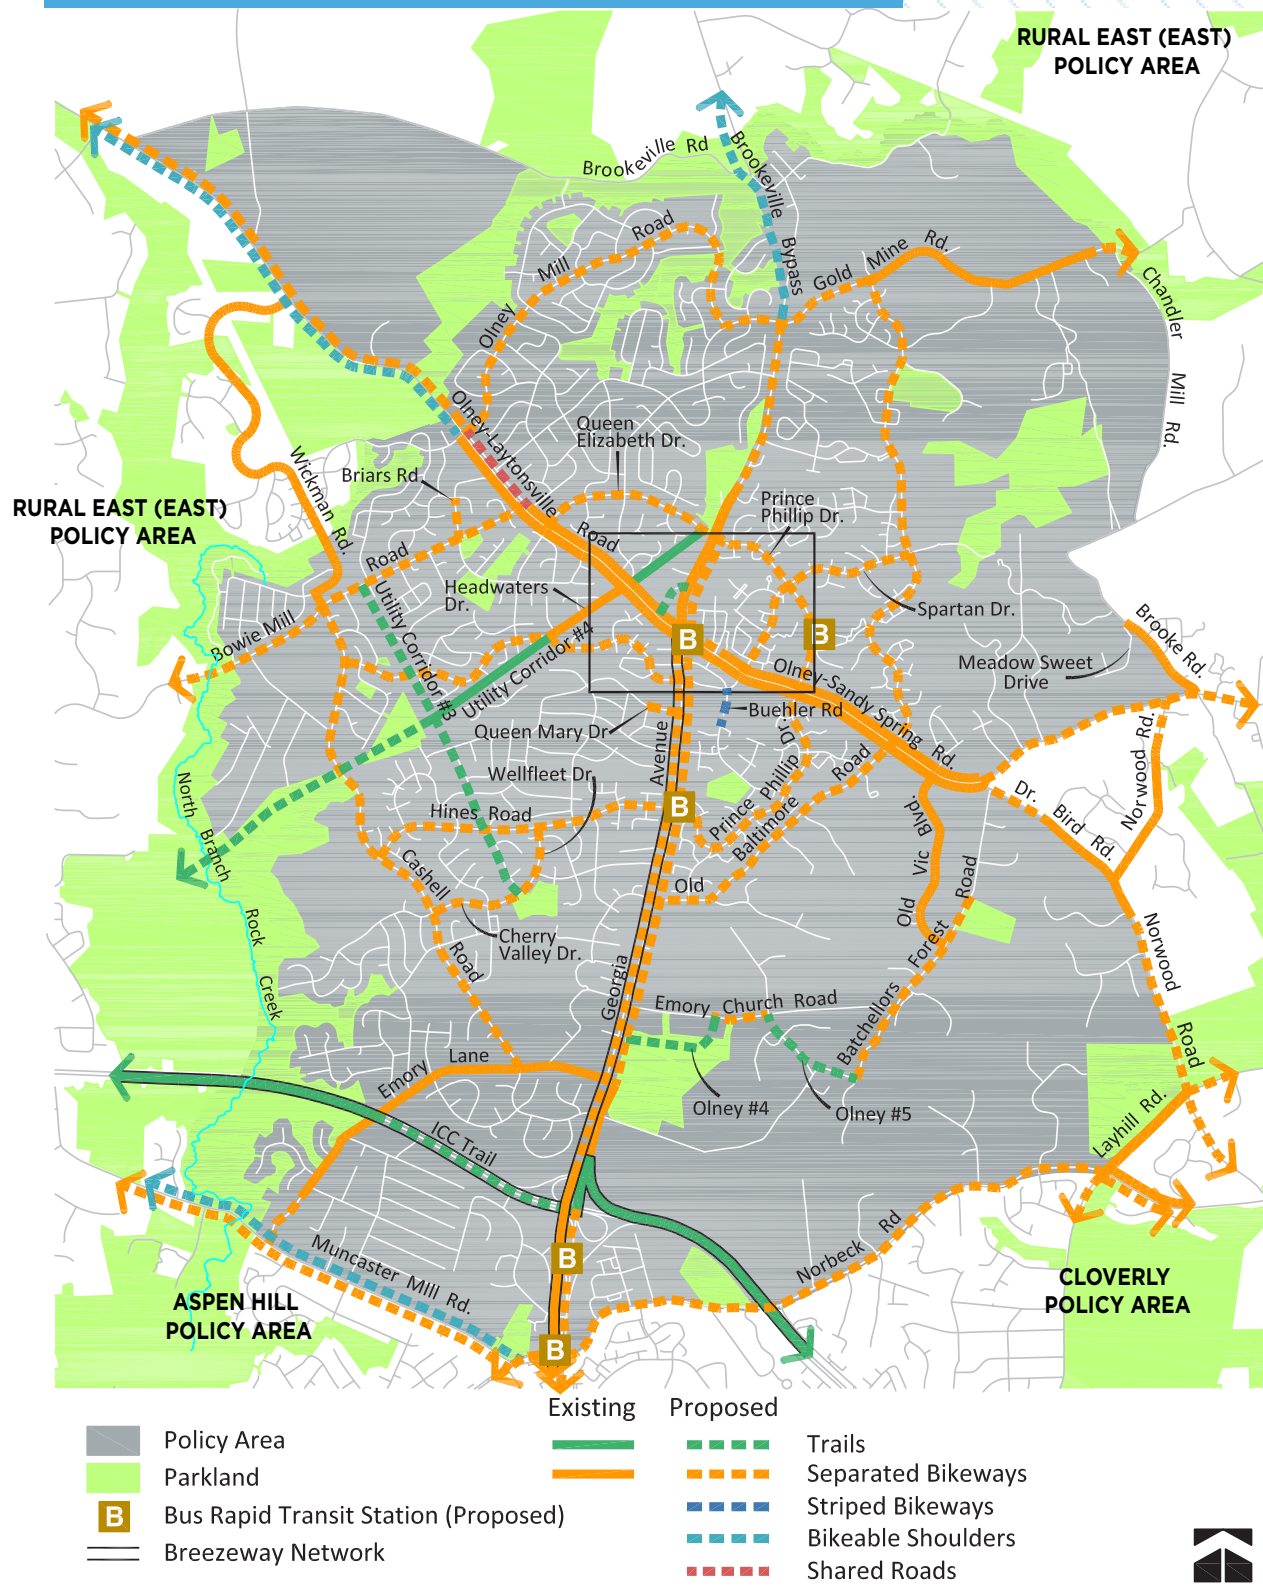 RURAL EAST (EAST)
POLICY AREA
Brookeville Rd
Brookeville
Bypass
Olney
Mill
Road
Gold
Mine
Rd.
Chandler
Mill
Rd.
Olney-Laytonsville
Road
Queen
Elizabeth Dr.
Briars Rd
Wickman Rd.
RURAL EAST (EAST)
POLICY AREA
Prince
Phillip Dr.
Road
Bowie Mill
Headwaters
Dr.
Utility Corridor #3
Utility Corridor #4
B
B
Spartan Dr.
Brooke Rd.
Meadow Sweet
Drive
Olney-Sandy Spring Rd.
Buehler Rd
Queen Mary Dr
Avenue
Wellfleet Dr.
Prince Phillip Dr.
B
Hines Road
Baltimore
Road
Old
Dr. Bird Rd.
Norwood Rd.
Old Vic Blvd.
North Branch
Rock
Creek
Cashell
Road
Cherry
Valley Dr.
Batchellors Forest Road
Norwood
Road
Georgia
Emory Church Road
Emory Lane
Olney #4
Olney #5
Layhill Rd.
ICC Trail
Norbeck Rd
Muncaster MIll Rd.
B
B
ASPEN HILL
POLICY AREA
CLOVERLY
POLICY AREA
Existing Proposed
Policy Area
Parkland
B Bus Rapid Transit Station (Proposed)
Breezeway Network
Trails
Separated Bikeways
Striped Bikeways
Bikeable Shoulders
Shared Roads